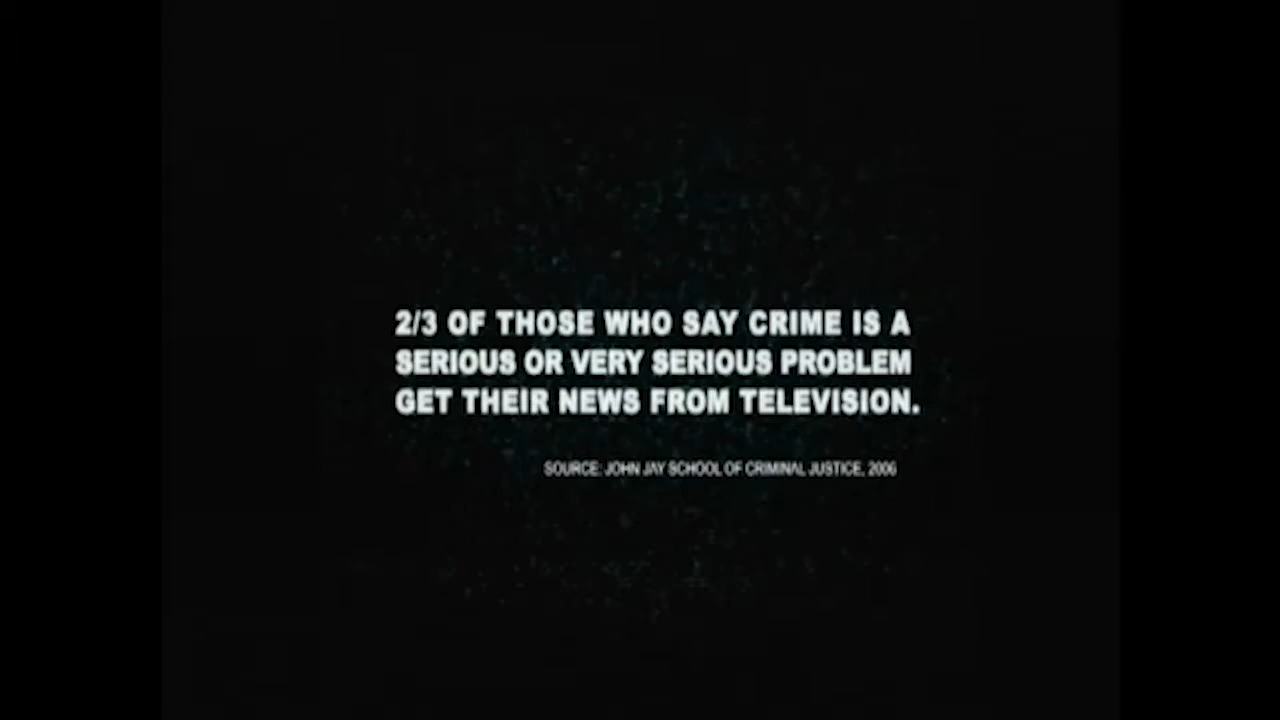 2/3 OF THOSE WHO SAY CRIME IS A
SERIOUS OR VERY SERIOUS PROBLEM
GET THEIR NEWS FROM TELEVISION.
SOURCE: JOHN JAY SCHOOL OF CRIMINAL JUSTICE, 2006